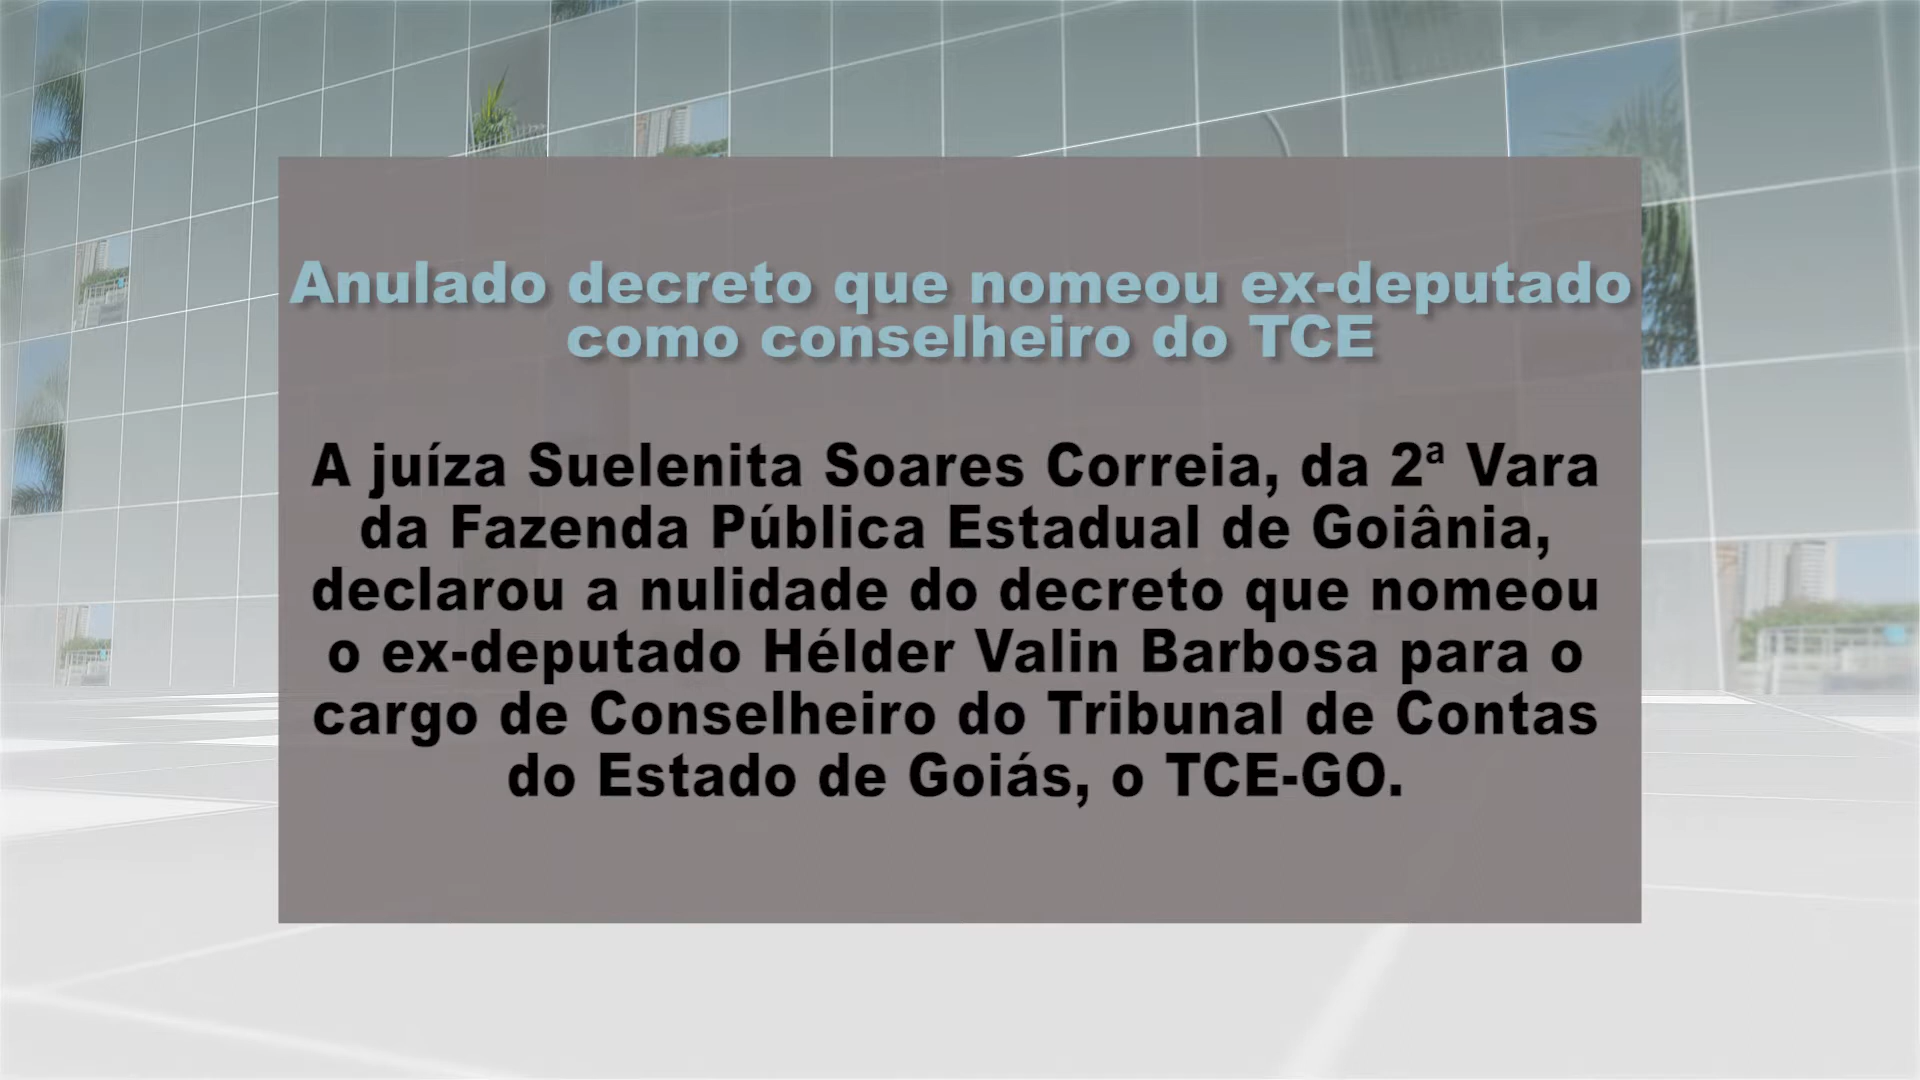 Anulado decreto que nomeou ex-deputado
como conselheiro do TCE
A juíza Suelenita Soares Correia, da 2ª Vara
da Fazenda Pública Estadual de Goiânia,
declarou a nulidade do decreto que nomeou
o ex-deputado Hélder Valin Barbosa para o
cargo de Conselheiro do Tribunal de Contas
do Estado de Goiás, o TCE-GO.